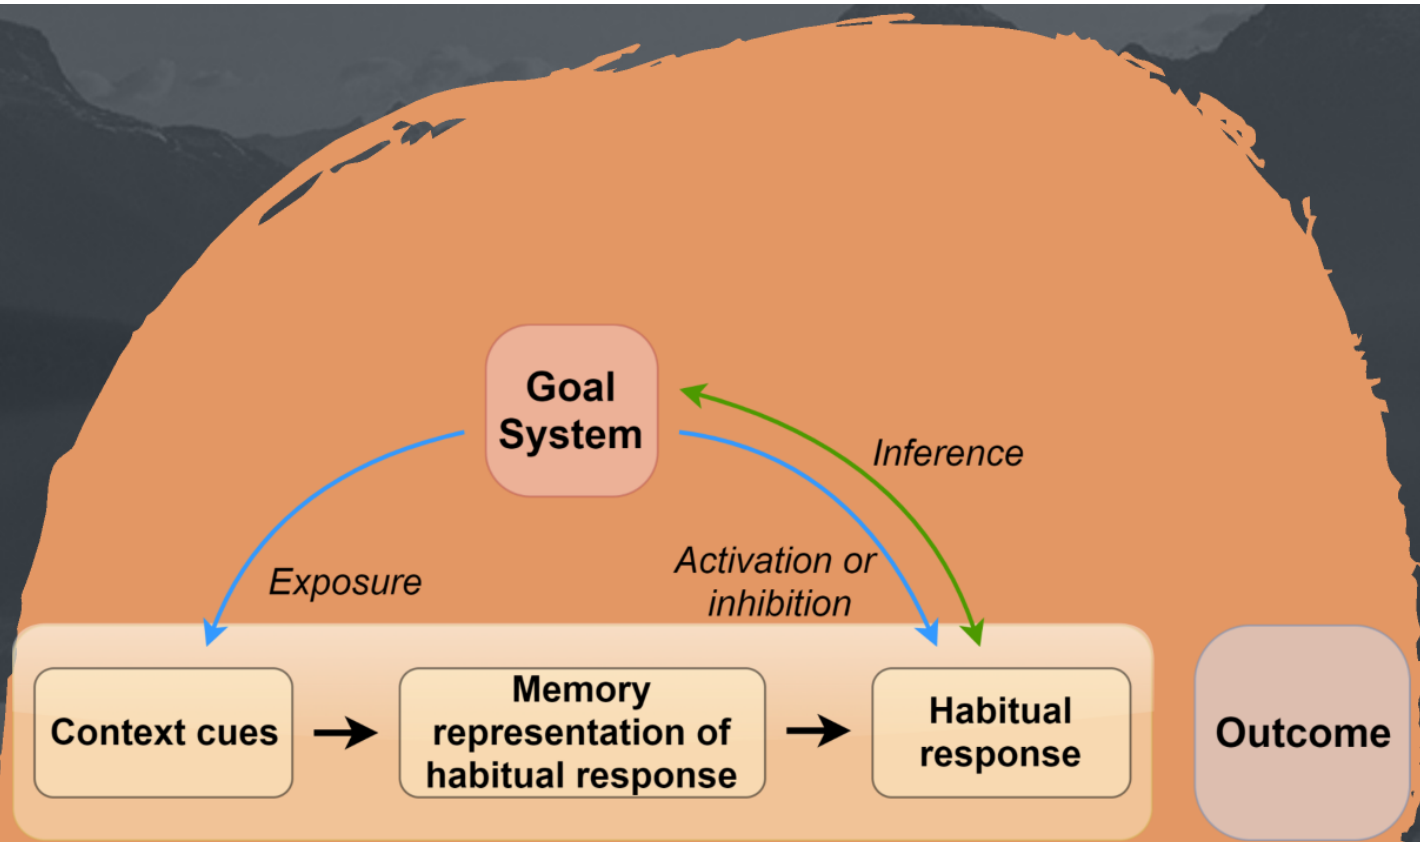 Goal
System
Inference
Exposure
Activation or
inhibition
Context cues
Memory
representation of
habitual response
Habitual
response
Outcome